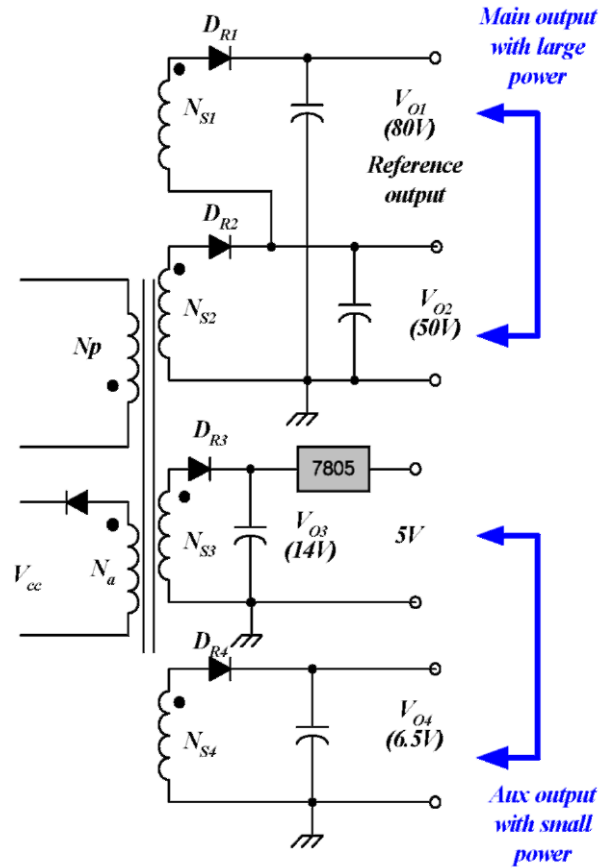 Main output
with large
power
D_R1
N_S1
V_O1
(80V)
Reference
output
D_R2
N_S2
V_O2
(50V)
Np
D_R3
7805
N_S3
V_O3
(14V)
5V
V_cc
N_a
D_R4
N_S4
V_O4
(6.5V)
Aux output
with small
power